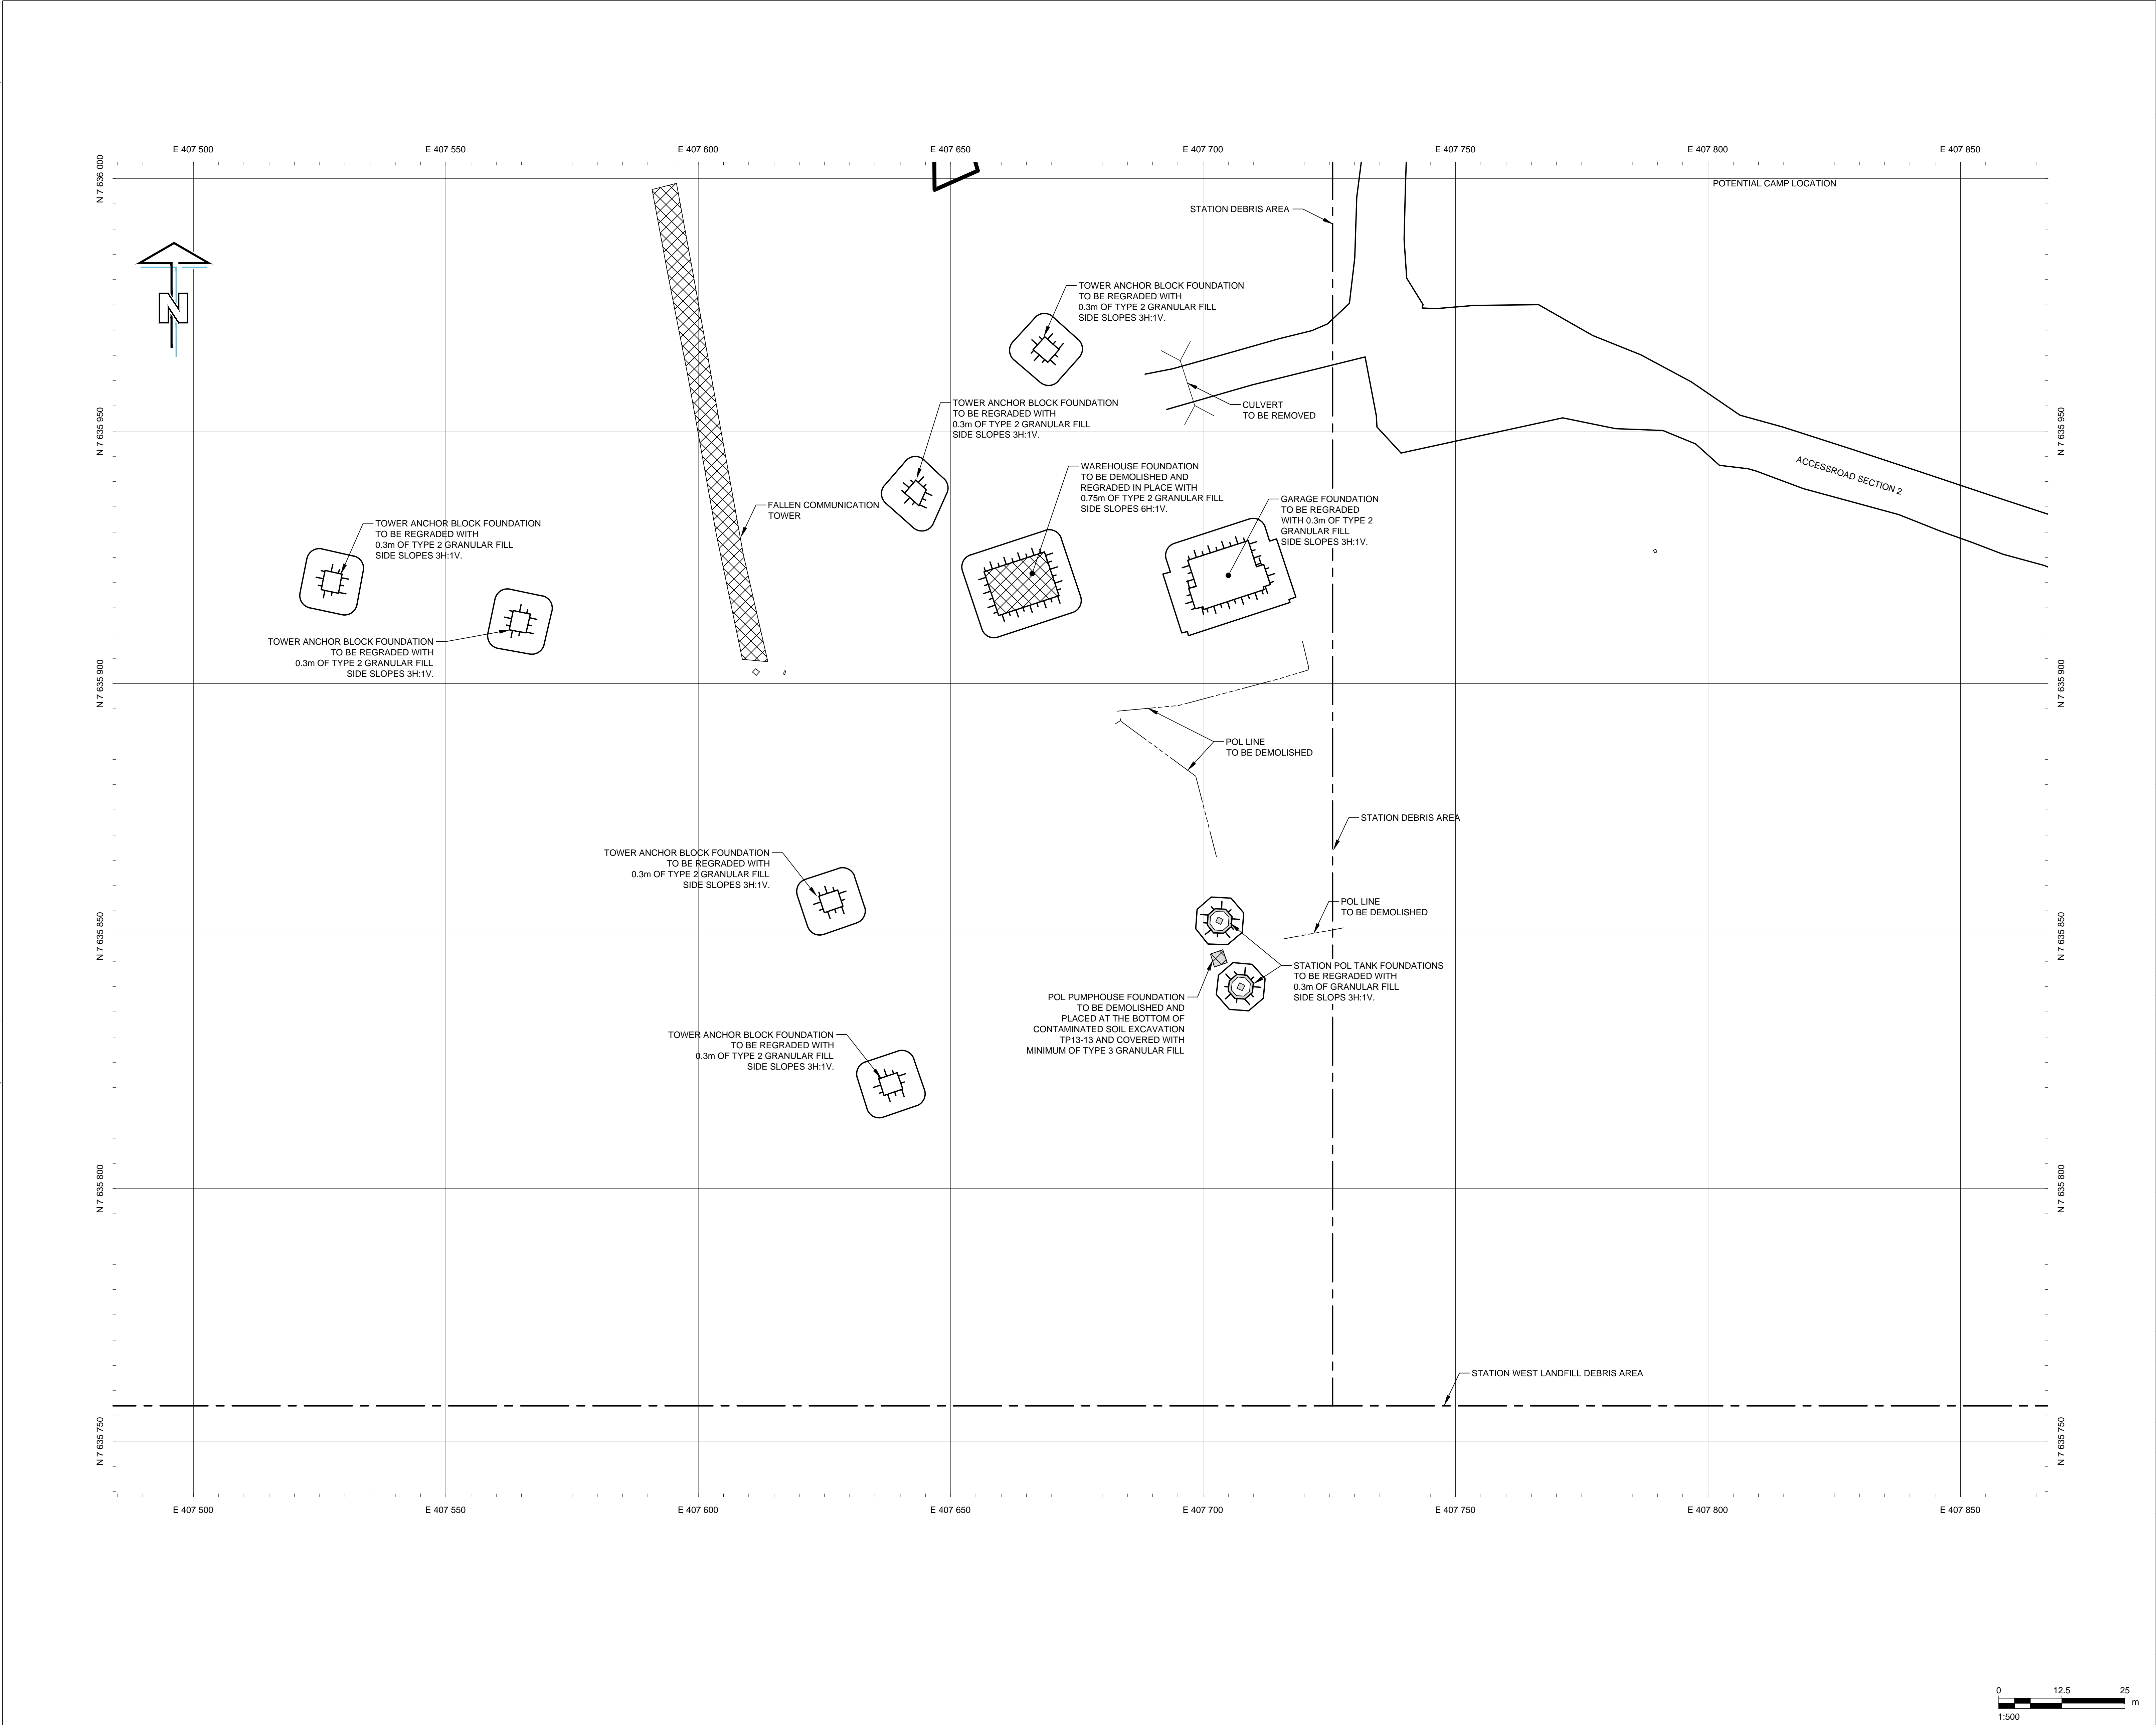 E 407 500
E 407 550
E 407 600
E 407 650
E 407 700
E 407 750
E 407 800
E 407 850
N 7 636 000
POTENTIAL CAMP LOCATION
STATION DEBRIS AREA
N
TOWER ANCHOR BLOCK FOUNDATION
TO BE REGRADED WITH
0.3m OF TYPE 2 GRANULAR FILL
SIDE SLOPES 3H:1V.
TOWER ANCHOR BLOCK FOUNDATION
TO BE REGRADED WITH
0.3m OF TYPE 2 GRANULAR FILL
SIDE SLOPES 3H:1V.
CULVERT
TO BE REMOVED
N 7 635 950
N 7 635 950
ACCESSROAD SECTION 2
WAREHOUSE FOUNDATION
TO BE DEMOLISHED AND
REGRADED IN PLACE WITH
0.75m OF TYPE 2 GRANULAR FILL
SIDE SLOPES 6H:1V.
GARAGE FOUNDATION
TO BE REGRADED
WITH 0.3m OF TYPE 2
GRANULAR FILL
SIDE SLOPES 3H:1V.
FALLEN COMMUNICATION
TOWER
TOWER ANCHOR BLOCK FOUNDATION
TO BE REGRADED WITH
0.3m OF TYPE 2 GRANULAR FILL
SIDE SLOPES 3H:1V.
TOWER ANCHOR BLOCK FOUNDATION
TO BE REGRADED WITH
0.3m OF TYPE 2 GRANULAR FILL
SIDE SLOPES 3H:1V.
N 7 635 900
N 7 635 900
POL LINE
TO BE DEMOLISHED
STATION DEBRIS AREA
TOWER ANCHOR BLOCK FOUNDATION
TO BE REGRADED WITH
0.3m OF TYPE 2 GRANULAR FILL
SIDE SLOPES 3H:1V.
POL LINE
TO BE DEMOLISHED
N 7 635 850
N 7 635 850
STATION POL TANK FOUNDATIONS
TO BE REGRADED WITH
0.3m OF GRANULAR FILL
SIDE SLOPS 3H:1V.
POL PUMPHOUSE FOUNDATION
TO BE DEMOLISHED AND
PLACED AT THE BOTTOM OF
CONTAMINATED SOIL EXCAVATION
TP13-13 AND COVERED WITH
MINIMUM OF TYPE 3 GRANULAR FILL
TOWER ANCHOR BLOCK FOUNDATION
TO BE REGRADED WITH
0.3m OF TYPE 2 GRANULAR FILL
SIDE SLOPES 3H:1V.
N 7 635 800
N 7 635 800
STATION WEST LANDFILL DEBRIS AREA
N 7 635 750
N 7 635 750
E 407 500
E 407 550
E 407 600
E 407 650
E 407 700
E 407 750
E 407 800
E 407 850
0 12.5 25
m
1:500